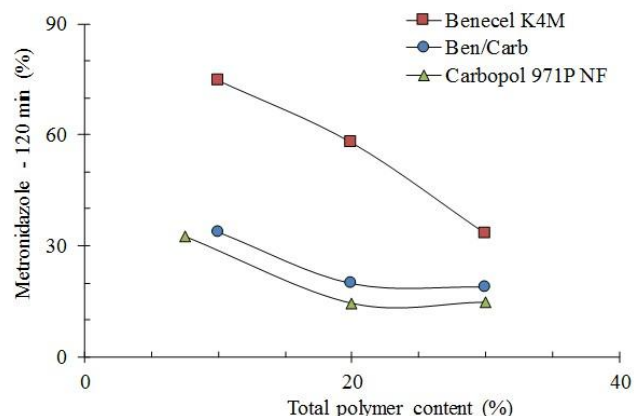 90
60
30
0
Metronidazole - 120 min (%)
Benecel K4M
Ben/Carb
Carbopol 971P NF
0
20
40
Total polymer content (%)